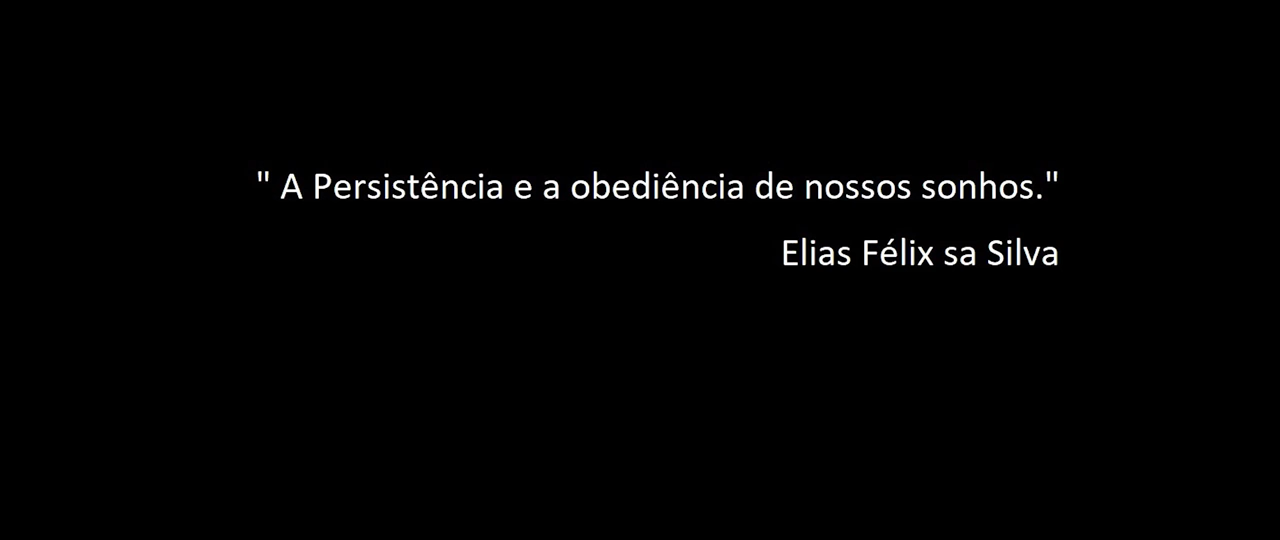 " A Persistência e a obediência de nossos sonhos."
Elias Félix sa Silva